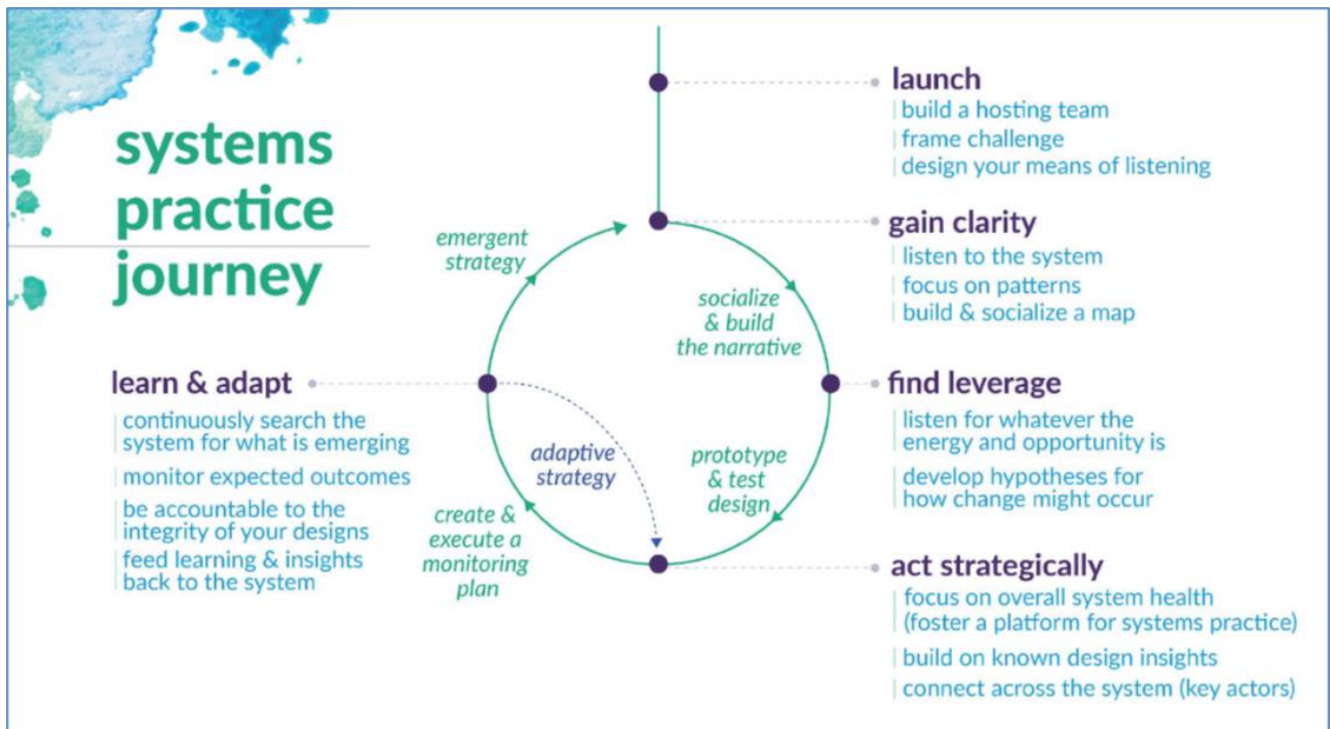 systems
practice
journey
launch
build a hosting team
frame challenge
design your means of listening
gain clarity
listen to the system
focus on patterns
build & socialize a map
emergent
strategy
socialize
& build
the narrative
learn & adapt
continuously search the
system for what is emerging
monitor expected outcomes
be accountable to the
integrity of your designs
feed learning & insights
back to the system
find leverage
listen for whatever the
energy and opportunity is
develop hypotheses for
how change might occur
adaptive
strategy
prototype
& test
design
create &
execute a
monitoring
plan
act strategically
focus on overall system health
(foster a platform for systems practice)
build on known design insights
connect across the system (key actors)